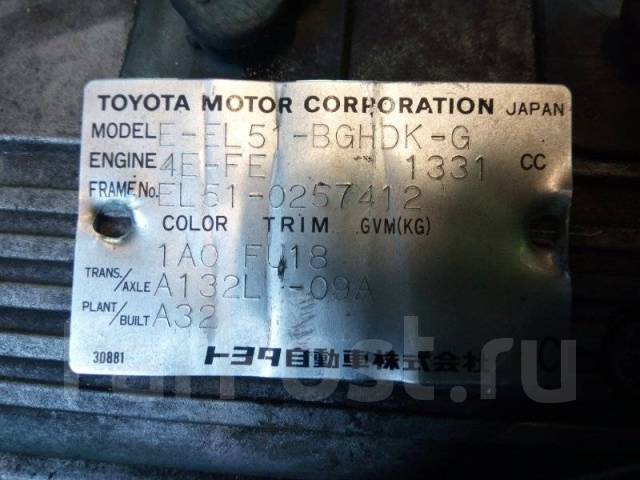 TOYOTA MOTOR CORPORATION JAPAN
MODEL E-EL51-BGHDK-G
ENGINE 4E-FE 1331 CC
FRAME No. EL51-0257412
COLOR TRIM GVM(KG)
1A0 FU18
TRANS./AXLE A132L -09A
PLANT/BUILT A32
30881 トヨタ自動車株式会社 C